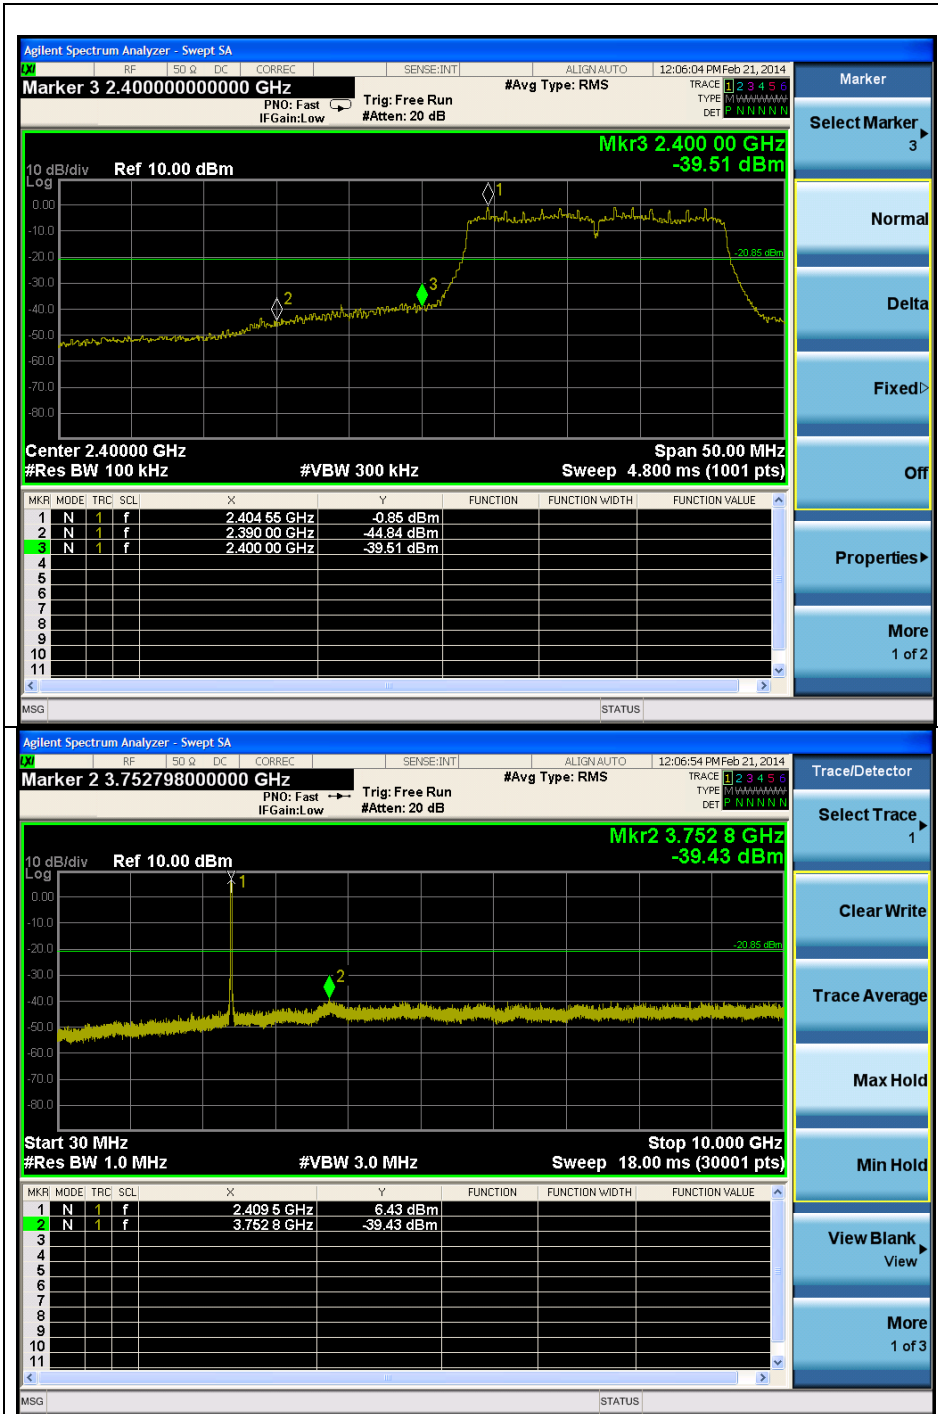 Agilent Spectrum Analyzer - Swept SA
LXI RF 50 Ω DC CORREC SENSE:INT ALIGN AUTO 12:06:04 PM Feb 21, 2014
Marker 3 2.400000000000 GHz
PNO: Fast
IFGain:Low
Trig: Free Run
#Atten: 20 dB
#Avg Type: RMS
TRACE 1 2 3 4 5 6
TYPE M W W W W W
DET P N N N N N
Mkr3 2.400 00 GHz
-39.51 dBm
10 dB/div Ref 10.00 dBm
Log
0.00
-10.0
-20.0
-30.0
-40.0
-50.0
-60.0
-70.0
-80.0
1
2
3
-20.85 dBm
Center 2.40000 GHz Span 50.00 MHz
#Res BW 100 kHz #VBW 300 kHz Sweep 4.800 ms (1001 pts)
MKR MODE TRC SCL X Y FUNCTION FUNCTION WIDTH FUNCTION VALUE
1 N 1 f 2.404 55 GHz -0.85 dBm
2 N 1 f 2.390 00 GHz -44.84 dBm
3 N 1 f 2.400 00 GHz -39.51 dBm
4
5
6
7
8
9
10
11
MSG STATUS
Marker
Select Marker
3
Normal
Delta
Fixed
Off
Properties
More
1 of 2
Agilent Spectrum Analyzer - Swept SA
LXI RF 50 Ω DC CORREC SENSE:INT ALIGN AUTO 12:06:54 PM Feb 21, 2014
Marker 2 3.752798000000 GHz
PNO: Fast
IFGain:Low
Trig: Free Run
#Atten: 20 dB
#Avg Type: RMS
TRACE 1 2 3 4 5 6
TYPE M W W W W W
DET P N N N N N
Mkr2 3.752 8 GHz
-39.43 dBm
10 dB/div Ref 10.00 dBm
Log
0.00
-10.0
-20.0
-30.0
-40.0
-50.0
-60.0
-70.0
-80.0
1
2
-20.85 dBm
Start 30 MHz Stop 10.000 GHz
#Res BW 1.0 MHz #VBW 3.0 MHz Sweep 18.00 ms (30001 pts)
MKR MODE TRC SCL X Y FUNCTION FUNCTION WIDTH FUNCTION VALUE
1 N 1 f 2.409 5 GHz 6.43 dBm
2 N 1 f 3.752 8 GHz -39.43 dBm
3
4
5
6
7
8
9
10
11
MSG STATUS
Trace/Detector
Select Trace
1
Clear Write
Trace Average
Max Hold
Min Hold
View Blank
View
More
1 of 3